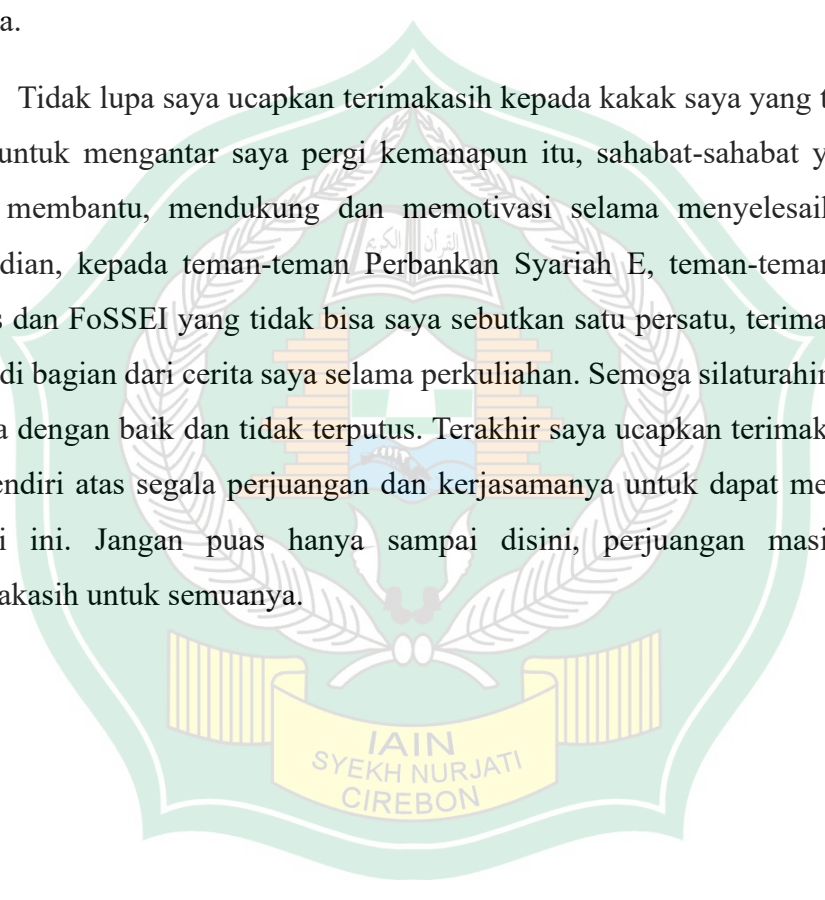 a.
Tidak lupa saya ucapkan terimakasih kepada kakak saya yang t
untuk mengantar saya pergi kemanapun itu, sahabat-sahabat y
membantu, mendukung dan memotivasi selama menyelesail
dian, kepada teman-teman Perbankan Syariah E, teman-teman
s dan FoSSEI yang tidak bisa saya sebutkan satu persatu, terima
di bagian dari cerita saya selama perkuliahan. Semoga silaturahin
a dengan baik dan tidak terputus. Terakhir saya ucapkan terimak
endiri atas segala perjuangan dan kerjasamanya untuk dapat me
i ini. Jangan puas hanya sampai disini, perjuangan masi
akasih untuk semuanya.
القرآن الكريم
IAIN
SYEKH NURJATI
CIREBON